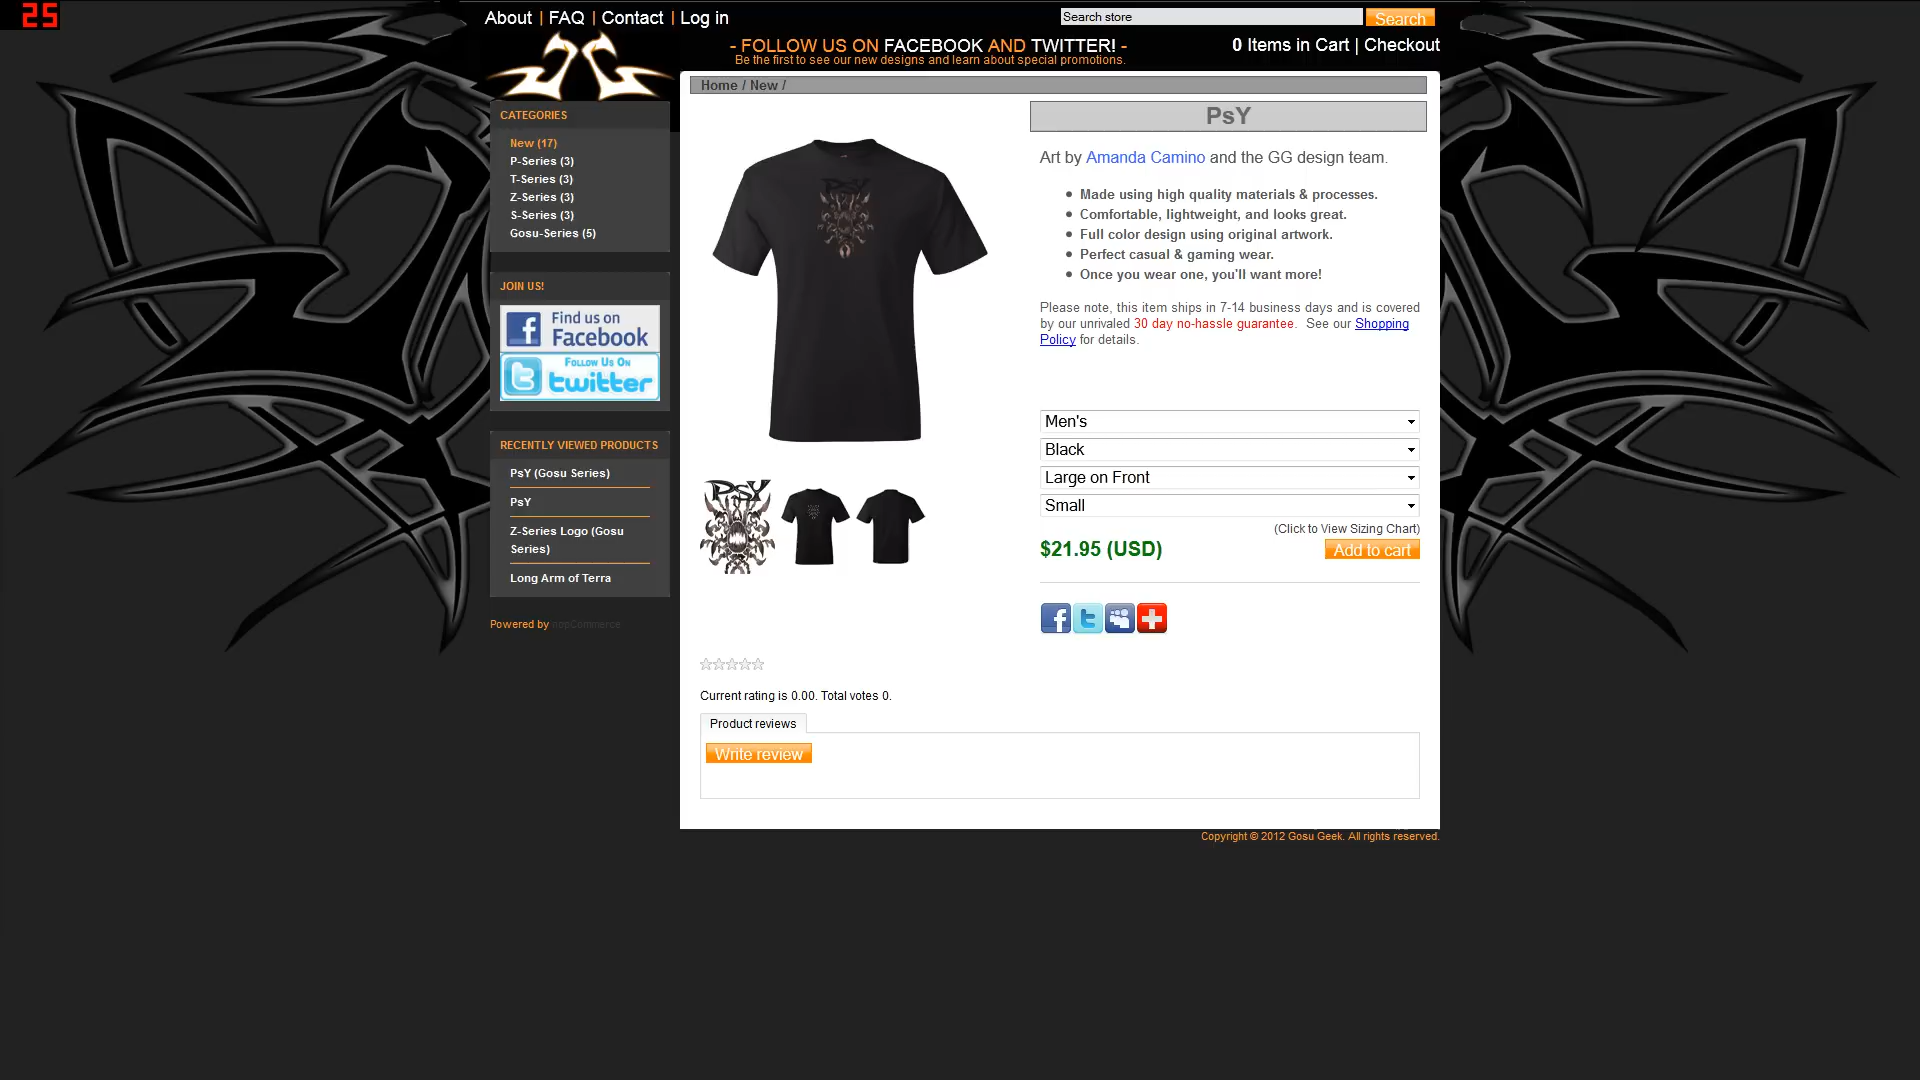 25
About | FAQ | Contact | Log in
Search store
Search
- FOLLOW US ON FACEBOOK AND TWITTER! -
Be the first to see our new designs and learn about special promotions.
0 Items in Cart | Checkout
Home / New /
CATEGORIES
New (17)
P-Series (3)
T-Series (3)
Z-Series (3)
S-Series (3)
Gosu-Series (5)
JOIN US!
Find us on
Facebook
FOLLOW US ON
twitter
RECENTLY VIEWED PRODUCTS
PsY (Gosu Series)
PsY
Z-Series Logo (Gosu
Series)
Long Arm of Terra
Powered by nopCommerce
PSY
PSY
PsY
Art by Amanda Camino and the GG design team.
Made using high quality materials & processes.
Comfortable, lightweight, and looks great.
Full color design using original artwork.
Perfect casual & gaming wear.
Once you wear one, you'll want more!
Please note, this item ships in 7-14 business days and is covered
by our unrivaled 30 day no-hassle guarantee. See our Shopping
Policy for details.
Men's
Black
Large on Front
Small
(Click to View Sizing Chart)
$21.95 (USD)
Add to cart
Current rating is 0.00. Total votes 0.
Product reviews
Write review
Copyright © 2012 Gosu Geek. All rights reserved.